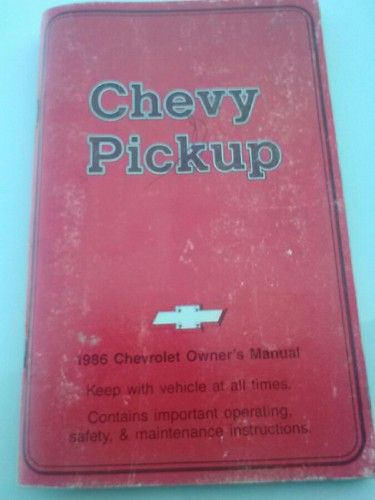 Chevy
Pickup
1986 Chevrolet Owner's Manual
Keep with vehicle at all times.
Contains important operating,
safety, & maintenance instructions.